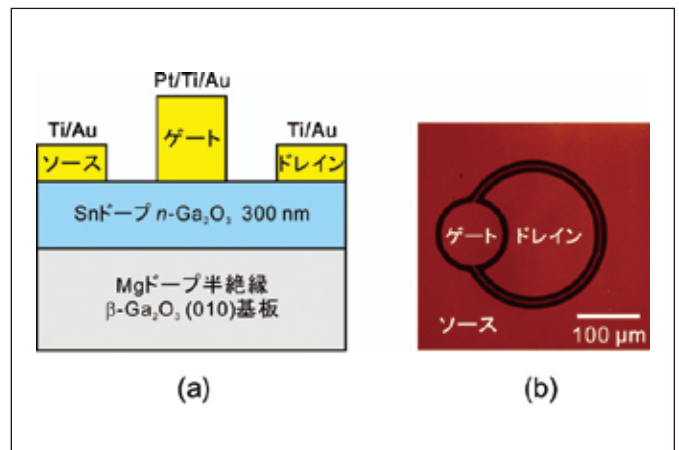 Pt/Ti/Au
Ti/Au
Ti/Au
ソース
ゲート
ドレイン
Snドープ n-Ga₂O₃ 300 nm
Mgドープ半絶縁
β-Ga₂O₃ (010)基板
(a)
ゲート ドレイン
ソース
100 µm
(b)